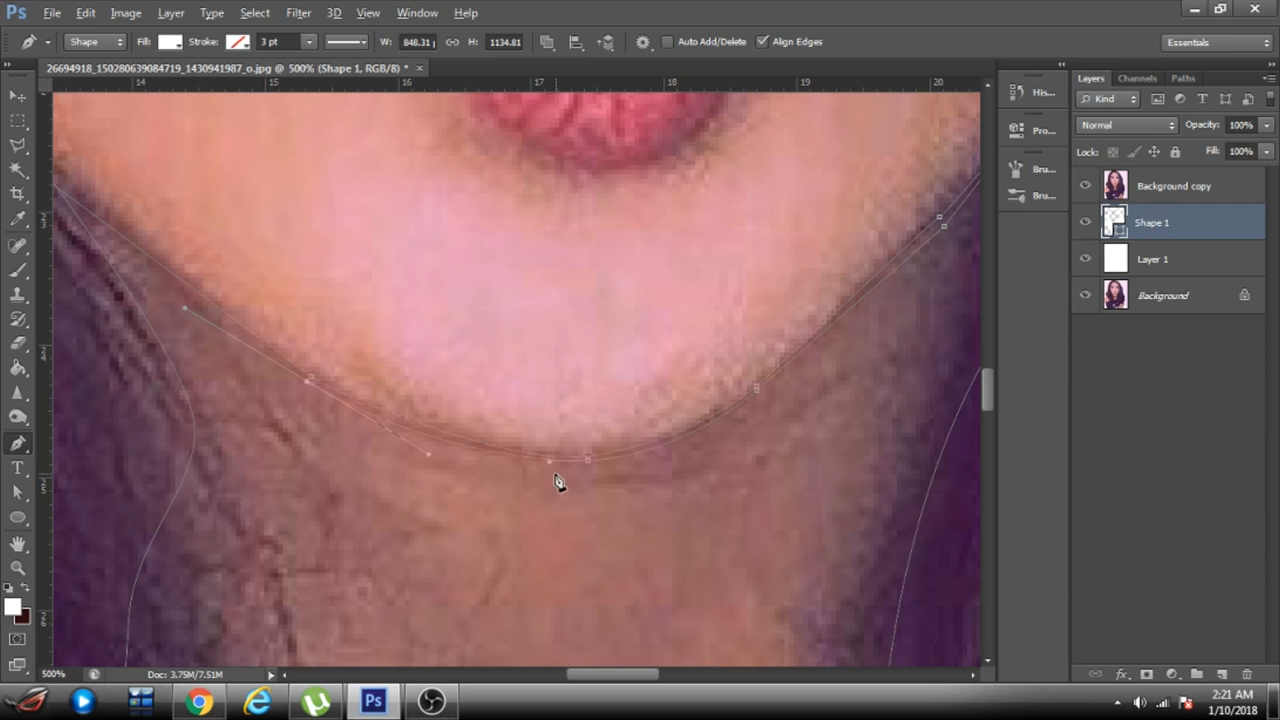 Ps File Edit Image Layer Type Select Filter 3D View Window Help
Shape Fill: Stroke: 3 pt W: 848.31 H: 1134.81 Auto Add/Delete Align Edges Essentials
26694918_150280639084719_1430941987_o.jpg @ 500% (Shape 1, RGB/8) * ×
14 15 16 17 18 19 20
His...
Pro...
Bru...
Bru...
Layers Channels Paths
Kind
Normal Opacity: 100%
Lock: Fill: 100%
Background copy
Shape 1
Layer 1
Background
500% Doc: 3.75M/7.51M
Ps
2:21 AM
1/10/2018